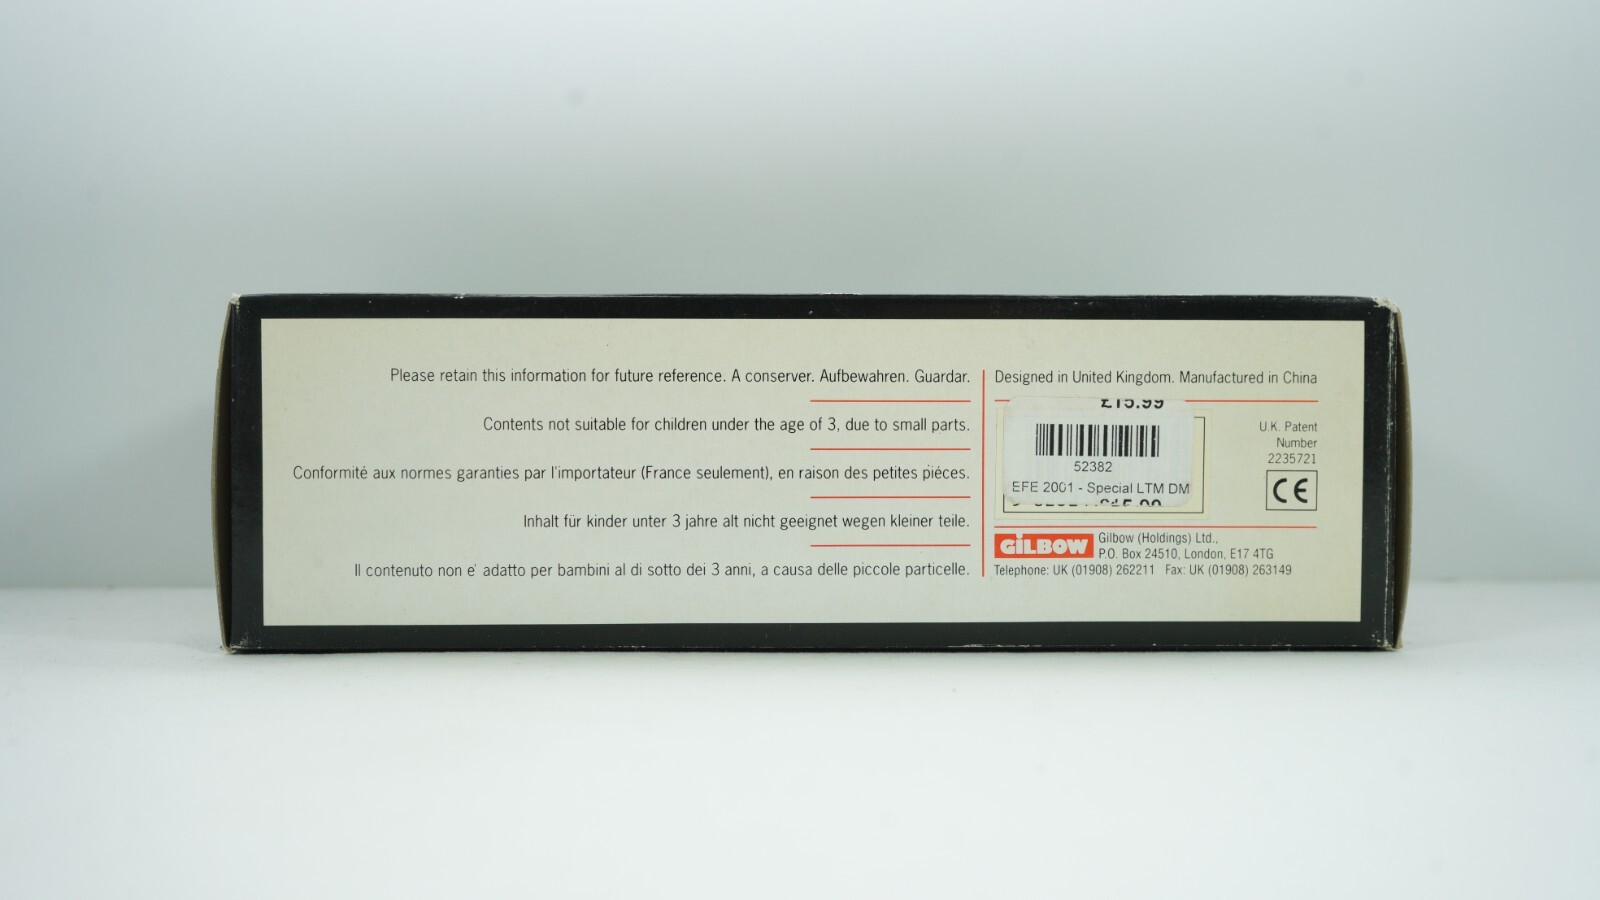 Please retain this information for future reference. A conserver. Aufbewahren. Guardar.
Contents not suitable for children under the age of 3, due to small parts.
Conformité aux normes garanties par l'importateur (France seulement), en raison des petites piéces.
Inhalt für kinder unter 3 jahre alt nicht geeignet wegen kleiner teile.
Il contenuto non e' adatto per bambini al di sotto dei 3 anni, a causa delle piccole particelle.
Designed in United Kingdom. Manufactured in China
£15.99
52382
EFE 2001 - Special LTM DM
U.K. Patent
Number
2235721
CE
GILBOW
Gilbow (Holdings) Ltd.,
P.O. Box 24510, London, E17 4TG
Telephone: UK (01908) 262211 Fax: UK (01908) 263149